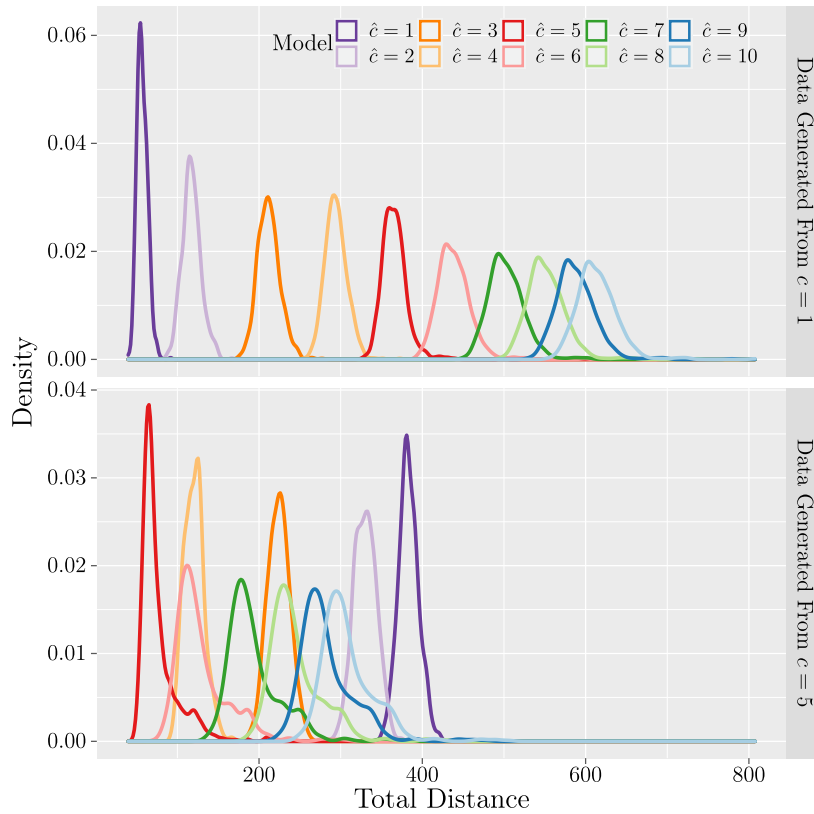 Model
ĉ = 1 ĉ = 3 ĉ = 5 ĉ = 7 ĉ = 9
ĉ = 2 ĉ = 4 ĉ = 6 ĉ = 8 ĉ = 10
0.06
0.04
0.02
0.00
Data Generated From c = 1
Density
0.04
0.03
0.02
0.01
0.00
Data Generated From c = 5
200 400 600 800
Total Distance